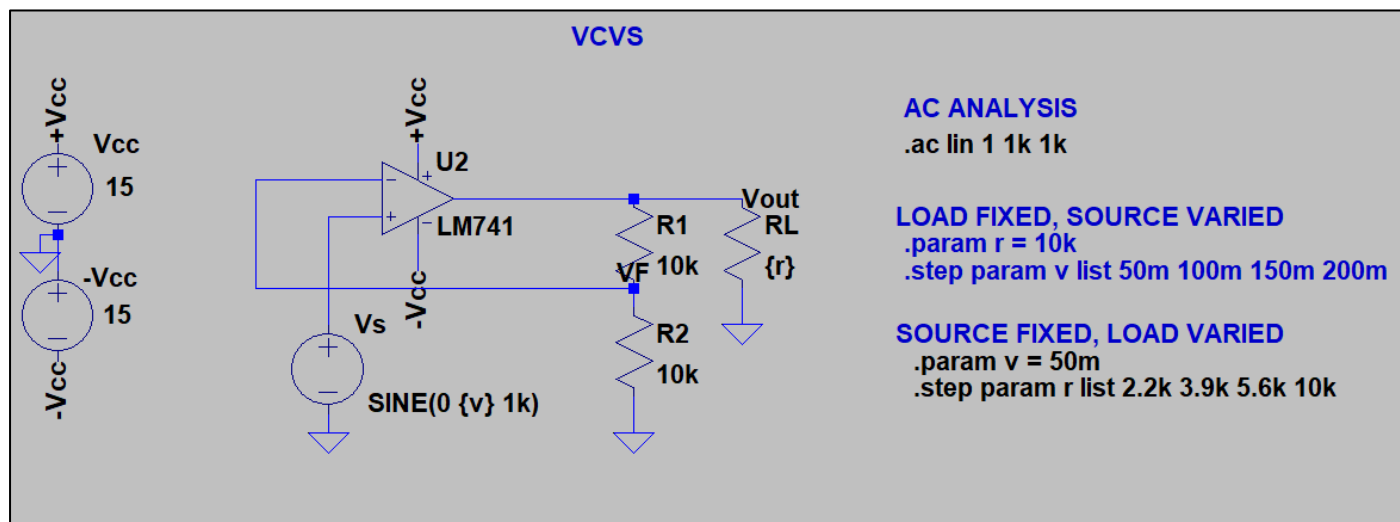 VCVS
+Vcc
Vcc
15
-Vcc
15
-Vcc
+Vcc
U2
LM741
-Vcc
Vs
SINE(0 {v} 1k)
R1
10k
VF
R2
10k
Vout
RL
{r}
AC ANALYSIS
.ac lin 1 1k 1k
LOAD FIXED, SOURCE VARIED
.param r = 10k
.step param v list 50m 100m 150m 200m
SOURCE FIXED, LOAD VARIED
.param v = 50m
.step param r list 2.2k 3.9k 5.6k 10k